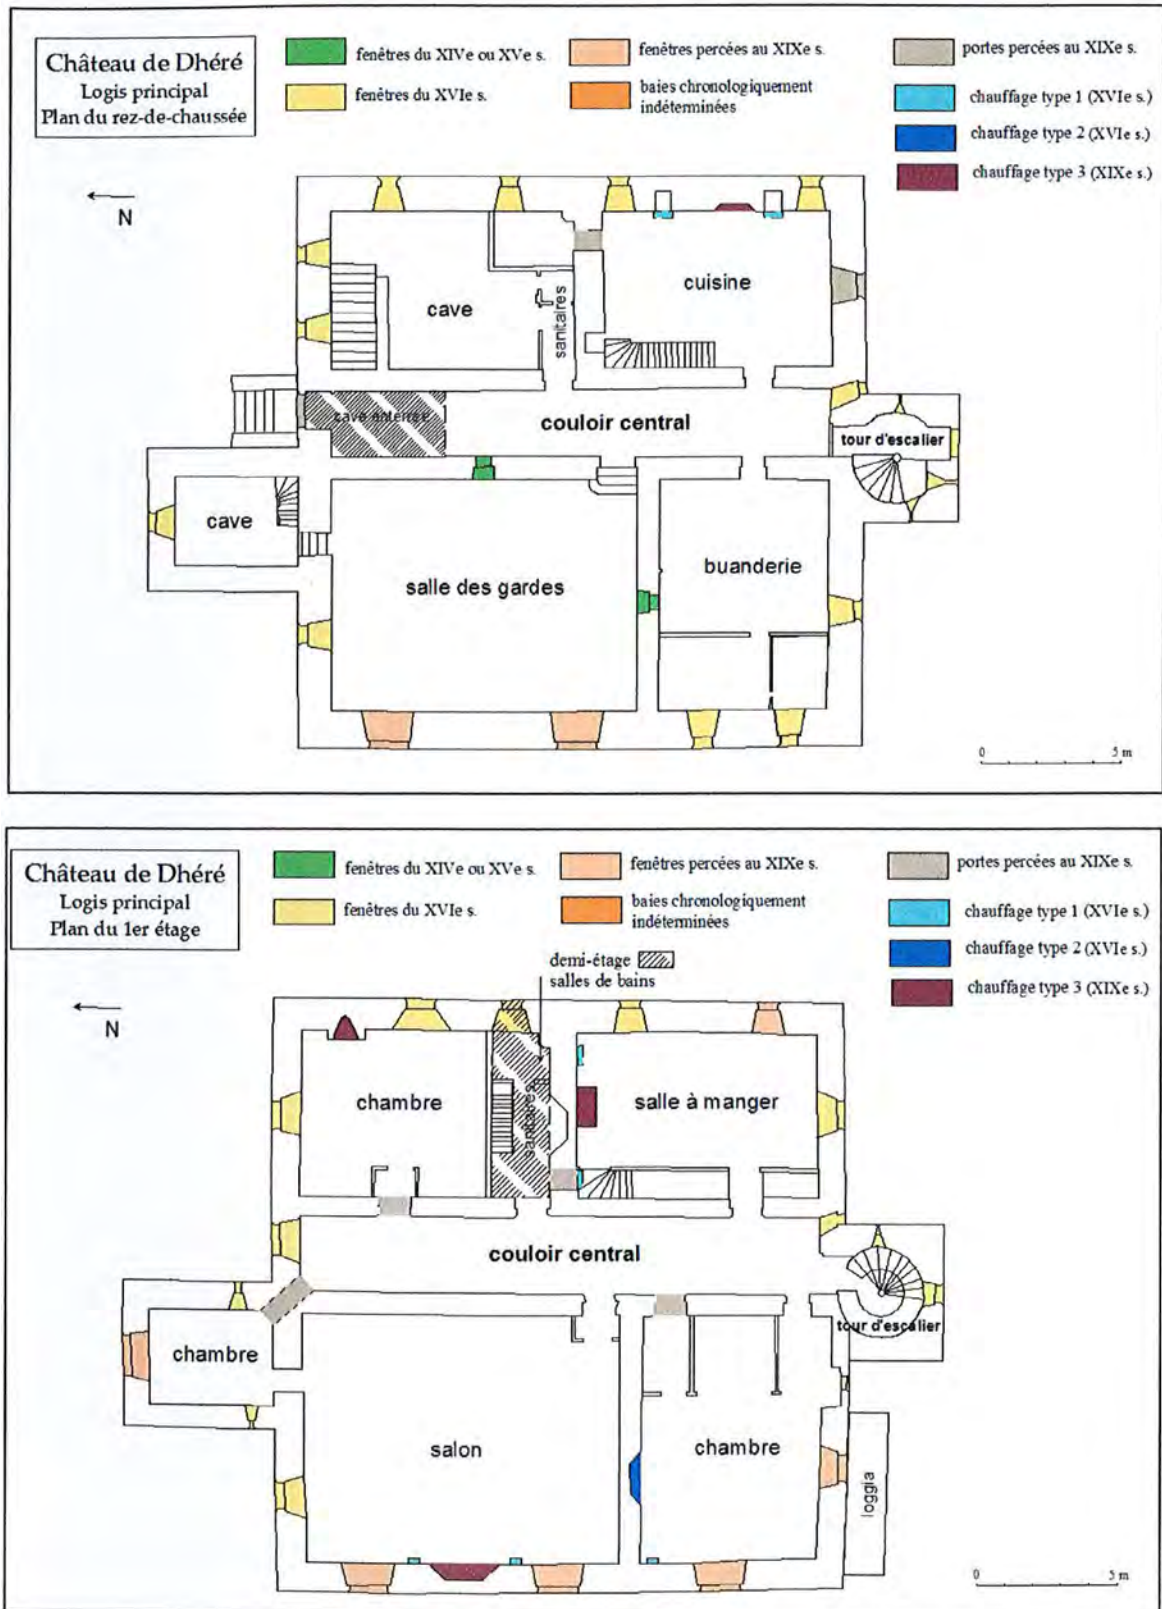 Château de Dhéré
Logis principal
Plan du rez-de-chaussée
fenêtres du XIVe ou XVe s.
fenêtres du XVIe s.
fenêtres percées au XIXe s.
baies chronologiquement
indéterminées
portes percées au XIXe s.
chauffage type 1 (XVIe s.)
chauffage type 2 (XVIe s.)
chauffage type 3 (XIXe s.)
N
cave
sanitaires
cuisine
cave enterrée
couloir central
tour d'escalier
cave
salle des gardes
buanderie
0 5 m
Château de Dhéré
Logis principal
Plan du 1er étage
fenêtres du XIVe ou XVe s.
fenêtres du XVIe s.
fenêtres percées au XIXe s.
baies chronologiquement
indéterminées
portes percées au XIXe s.
chauffage type 1 (XVIe s.)
chauffage type 2 (XVIe s.)
chauffage type 3 (XIXe s.)
demi-étage
salles de bains
N
chambre
sanitaires
salle à manger
couloir central
tour d'escalier
chambre
salon
chambre
loggia
0 5 m